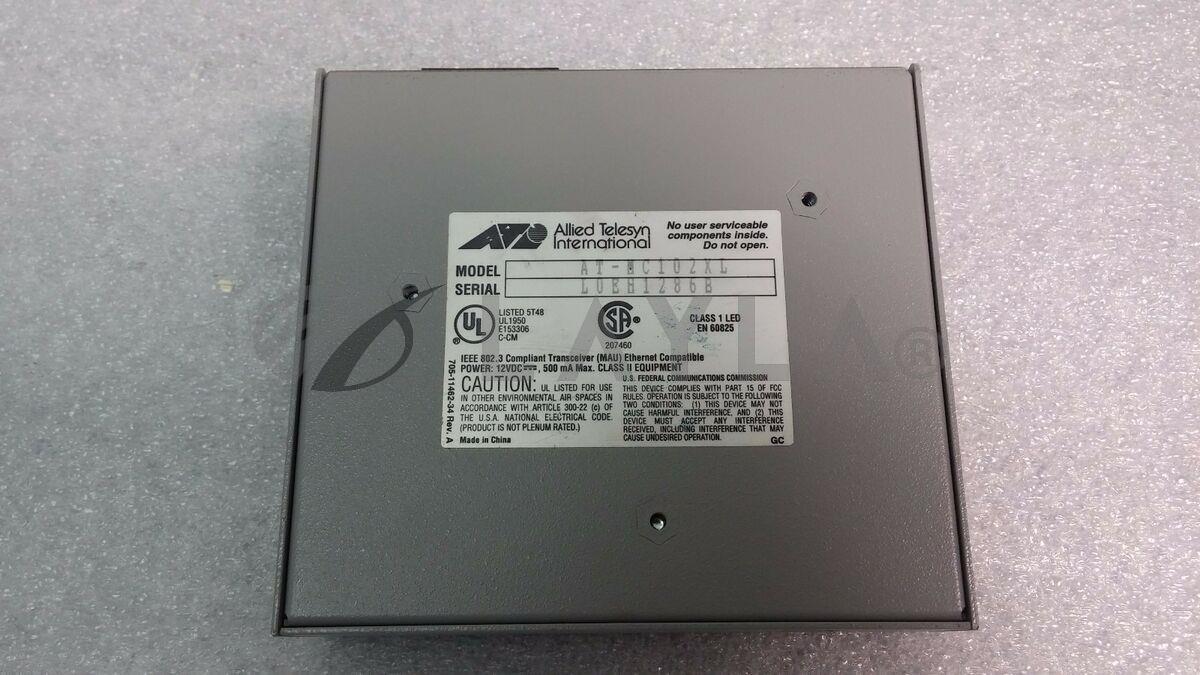 ATI Allied Telesyn
International
No user serviceable
components inside.
Do not open.
MODEL AT-MC102XL
SERIAL L0EH1286B
UL
LISTED 5T48
UL1950
E153306
C-CM
SA
207460
CLASS 1 LED
EN 60825
IEEE 802.3 Compliant Transceiver (MAU) Ethernet Compatible
POWER: 12VDC⎓, 500 mA Max. CLASS II EQUIPMENT
CAUTION: UL LISTED FOR USE
IN OTHER ENVIRONMENTAL AIR SPACES IN
ACCORDANCE WITH ARTICLE 300-22 (c) OF
THE U.S.A. NATIONAL ELECTRICAL CODE.
(PRODUCT IS NOT PLENUM RATED.)
Made in China
U.S. FEDERAL COMMUNICATIONS COMMISSION
THIS DEVICE COMPLIES WITH PART 15 OF FCC
RULES. OPERATION IS SUBJECT TO THE FOLLOWING
TWO CONDITIONS: (1) THIS DEVICE MAY NOT
CAUSE HARMFUL INTERFERENCE, AND (2) THIS
DEVICE MUST ACCEPT ANY INTERFERENCE
RECEIVED, INCLUDING INTERFERENCE THAT MAY
CAUSE UNDESIRED OPERATION.
GC
705-11462-34 Rev. A